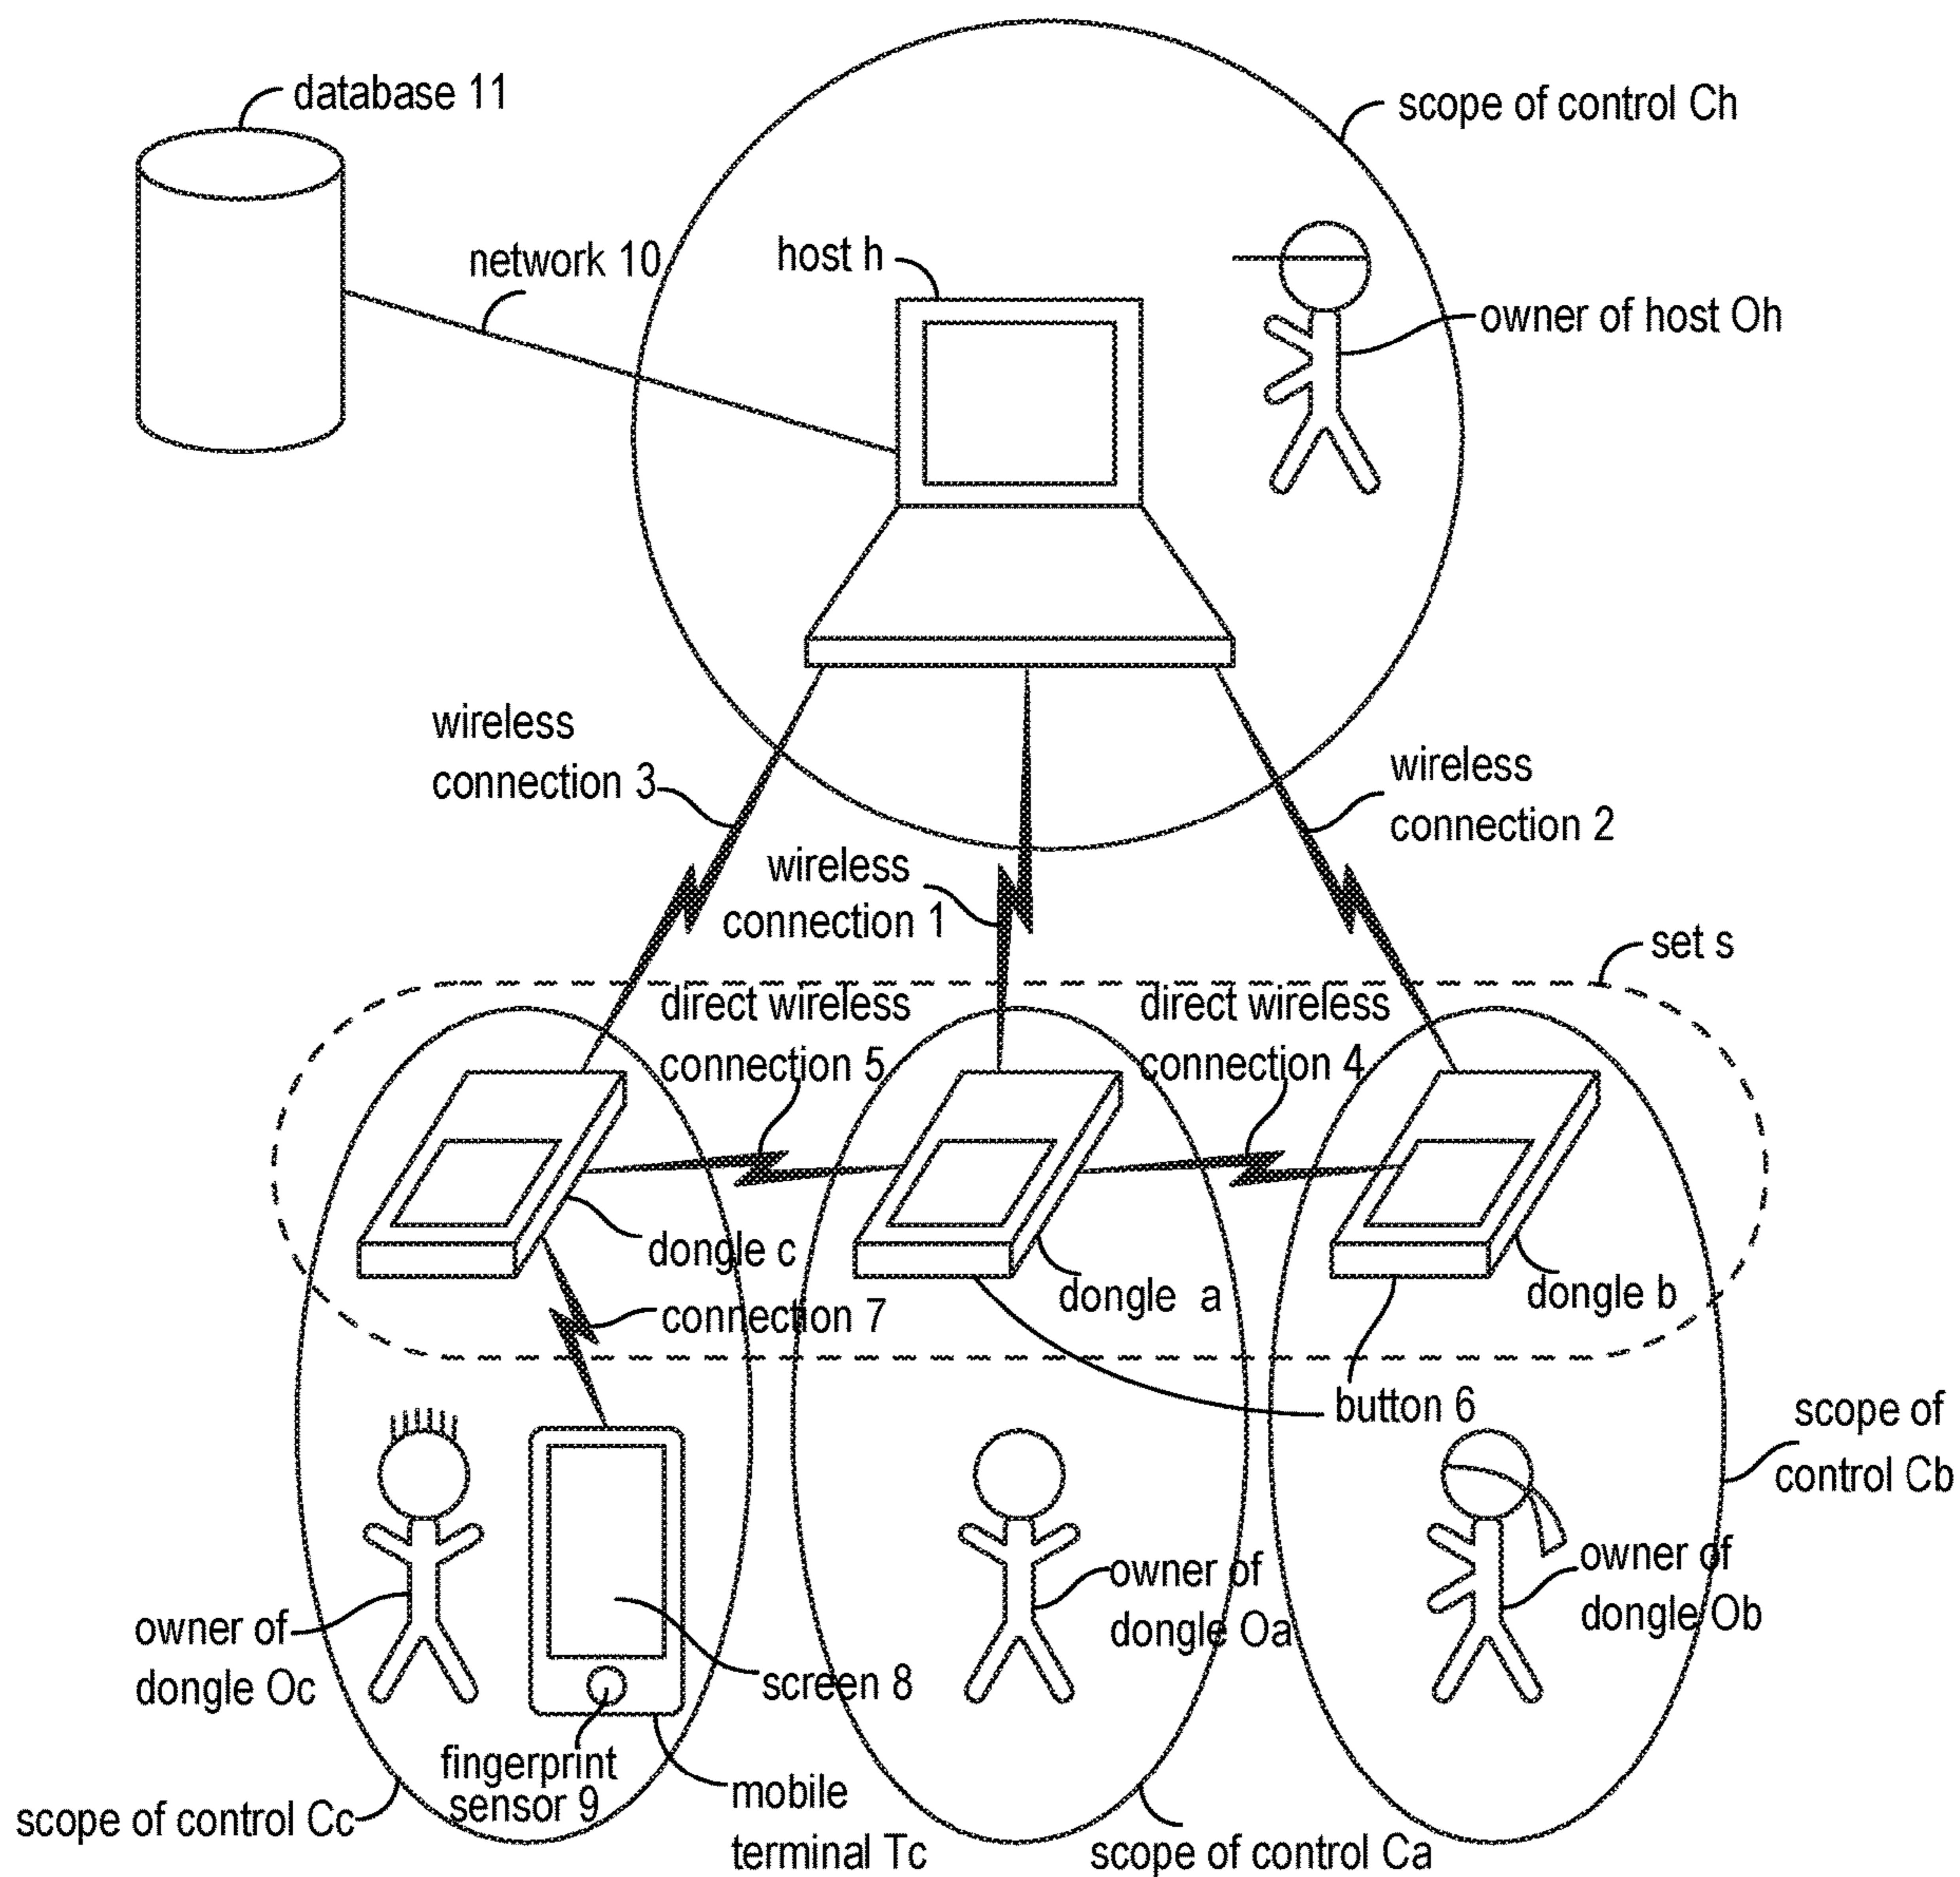 database 11
scope of control Ch
network 10
host h
owner of host Oh
wireless
connection 3
wireless
connection 2
wireless
connection 1
set s
direct wireless
connection 5
direct wireless
connection 4
dongle c
dongle a
dongle b
connection 7
button 6
scope of
control Cb
owner of
dongle Oc
screen 8
owner of
dongle Oa
owner of
dongle Ob
fingerprint
sensor 9
mobile
terminal Tc
scope of control Cc
scope of control Ca